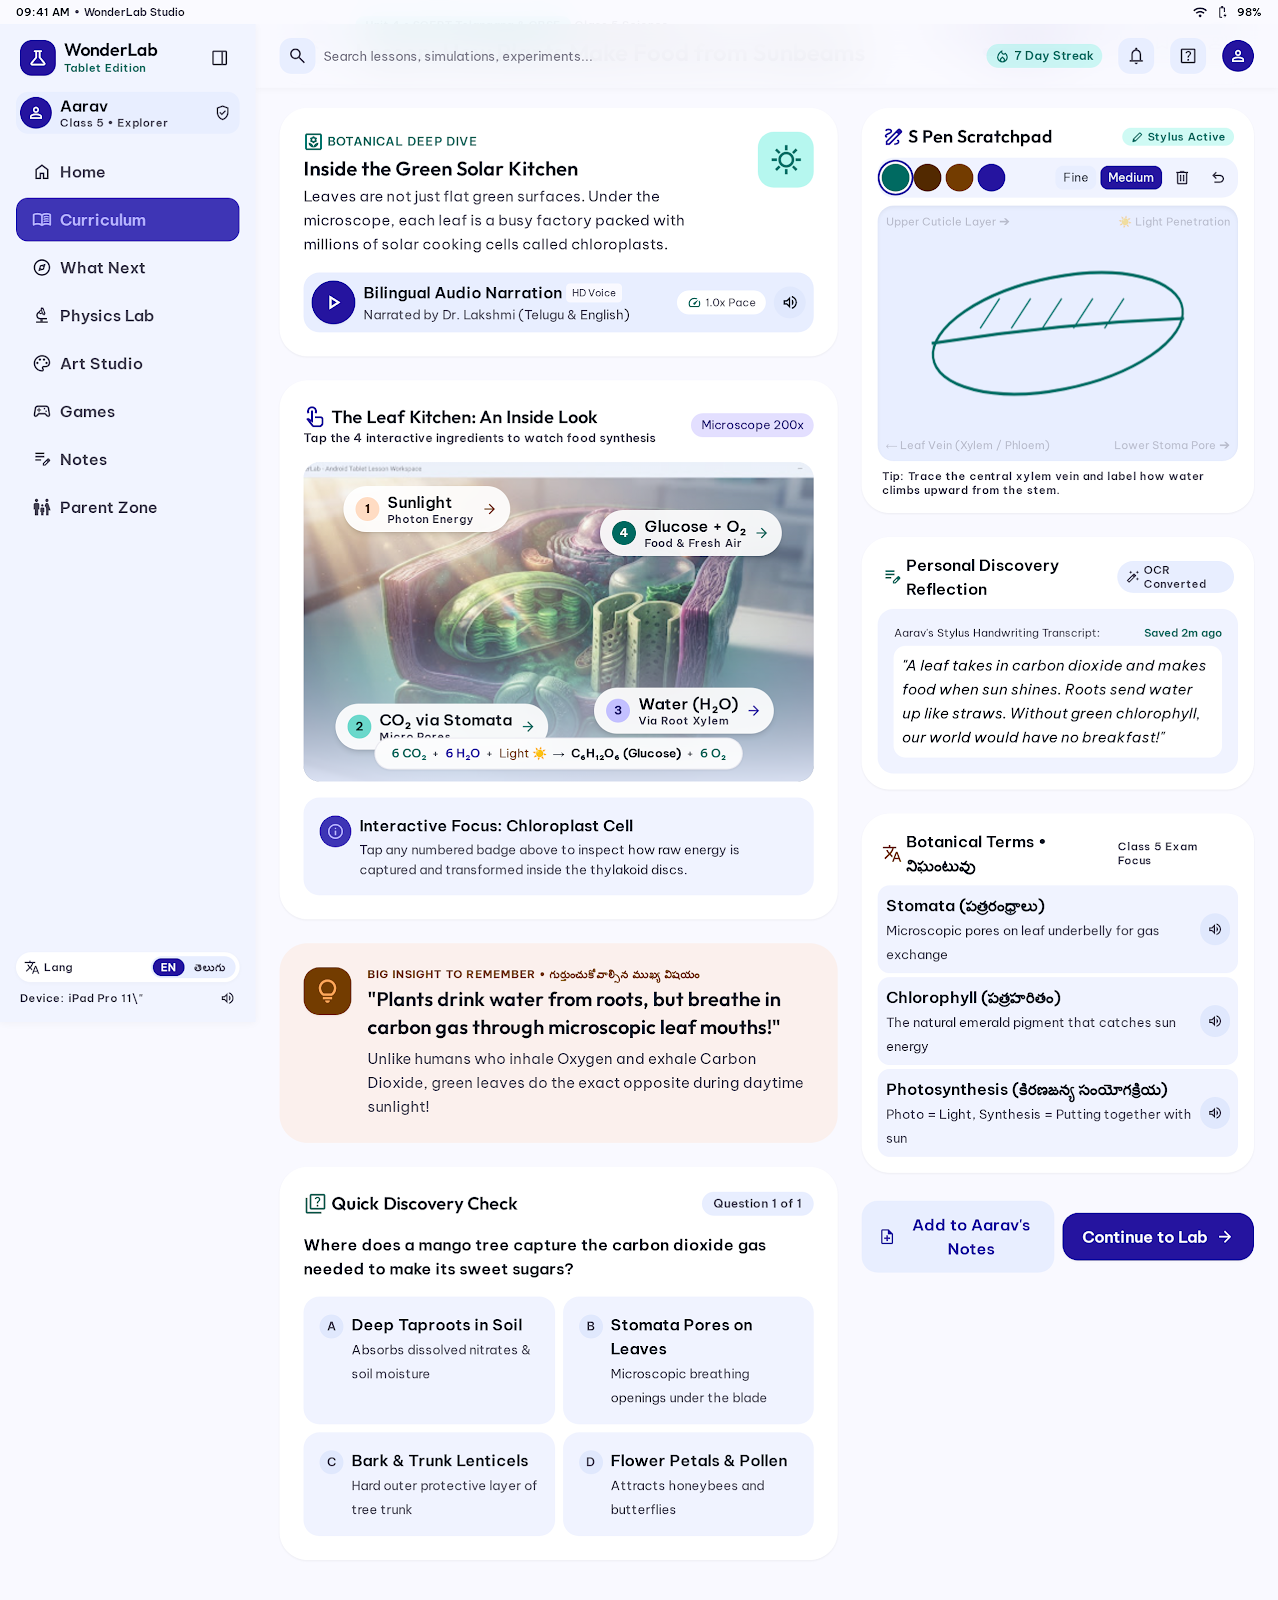 09:41 AM • WonderLab Studio
98%
WonderLab
Tablet Edition
Aarav
Class 5 • Explorer
Home
Curriculum
What Next
Physics Lab
Art Studio
Games
Notes
Parent Zone
Lang
EN
తెలుగు
Device: iPad Pro 11\"
Search lessons, simulations, experiments...
ake Food from Sunbeams
7 Day Streak
BOTANICAL DEEP DIVE
Inside the Green Solar Kitchen
Leaves are not just flat green surfaces. Under the
microscope, each leaf is a busy factory packed with
millions of solar cooking cells called chloroplasts.
Bilingual Audio Narration
HD Voice
Narrated by Dr. Lakshmi (Telugu & English)
1.0x Pace
The Leaf Kitchen: An Inside Look
Tap the 4 interactive ingredients to watch food synthesis
Microscope 200x
rLab - Android Tablet Lesson Workspace
1
Sunlight
Photon Energy
4
Glucose + O₂
Food & Fresh Air
3
Water (H₂O)
Via Root Xylem
2
CO₂ via Stomata
Micro Pores
6 CO₂ + 6 H₂O + Light ☀️ → C₆H₁₂O₆ (Glucose) + 6 O₂
Interactive Focus: Chloroplast Cell
Tap any numbered badge above to inspect how raw energy is
captured and transformed inside the thylakoid discs.
BIG INSIGHT TO REMEMBER • గుర్తుంచుకోవాల్సిన ముఖ్య విషయం
"Plants drink water from roots, but breathe in
carbon gas through microscopic leaf mouths!"
Unlike humans who inhale Oxygen and exhale Carbon
Dioxide, green leaves do the exact opposite during daytime
sunlight!
Quick Discovery Check
Question 1 of 1
Where does a mango tree capture the carbon dioxide gas
needed to make its sweet sugars?
A
Deep Taproots in Soil
Absorbs dissolved nitrates &
soil moisture
B
Stomata Pores on
Leaves
Microscopic breathing
openings under the blade
C
Bark & Trunk Lenticels
Hard outer protective layer of
tree trunk
D
Flower Petals & Pollen
Attracts honeybees and
butterflies
S Pen Scratchpad
Stylus Active
Fine
Medium
Upper Cuticle Layer →
☀️ Light Penetration
← Leaf Vein (Xylem / Phloem)
Lower Stoma Pore →
Tip: Trace the central xylem vein and label how water
climbs upward from the stem.
Personal Discovery
Reflection
OCR
Converted
Aarav's Stylus Handwriting Transcript:
Saved 2m ago
"A leaf takes in carbon dioxide and makes
food when sun shines. Roots send water
up like straws. Without green chlorophyll,
our world would have no breakfast!"
Botanical Terms •
నిఘంటువు
Class 5 Exam
Focus
Stomata (పత్రరంధ్రాలు)
Microscopic pores on leaf underbelly for gas
exchange
Chlorophyll (పత్రహరితం)
The natural emerald pigment that catches sun
energy
Photosynthesis (కిరణజన్య సంయోగక్రియ)
Photo = Light, Synthesis = Putting together with
sun
Add to Aarav's
Notes
Continue to Lab →